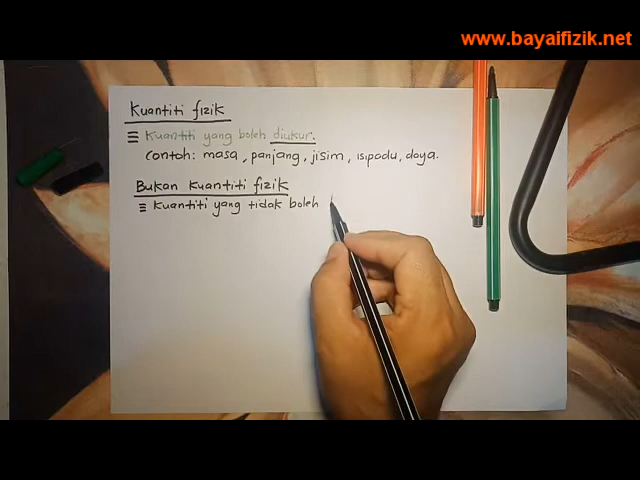 www.bayaifizik.net
Kuantiti fizik
≡ Kuantiti yang boleh diukur.
Contoh: masa, panjang, jisim, isipadu, daya.
Bukan kuantiti fizik
≡ Kuantiti yang tidak boleh